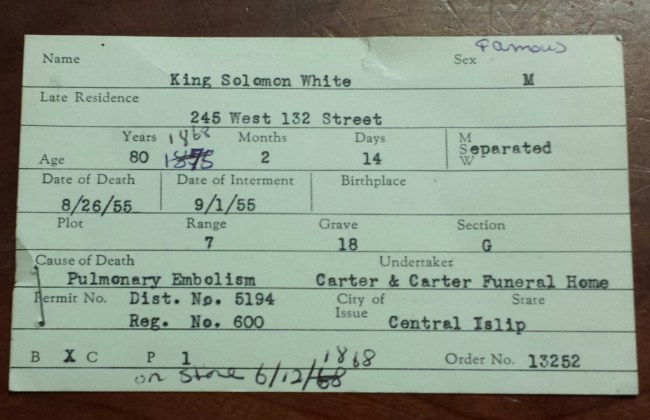 Famous
Name Sex
King Solomon White M
Late Residence
245 West 132 Street
Years 1868 Months Days M
Age 80 1875 2 14 S Separated
W
Date of Death Date of Interment Birthplace
8/26/55 9/1/55
Plot Range Grave Section
7 18 G
Cause of Death Undertaker
Pulmonary Embolism Carter & Carter Funeral Home
Permit No. Dist. No. 5194 City of Issue State
Reg. No. 600 Central Islip
B X C P 1 1868 Order No. 13252
on stone 6/12/68